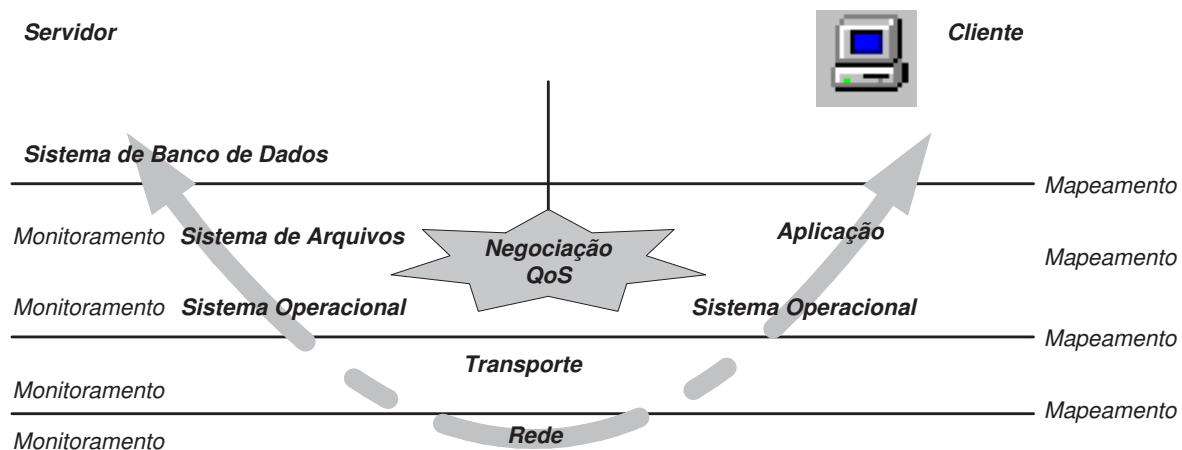 Servidor Cliente
Sistema de Banco de Dados
Mapeamento
Monitoramento Sistema de Arquivos Negociação Aplicação
QoS Mapeamento
Monitoramento Sistema Operacional Sistema Operacional
Mapeamento
Transporte
Monitoramento
Mapeamento
Rede
Monitoramento